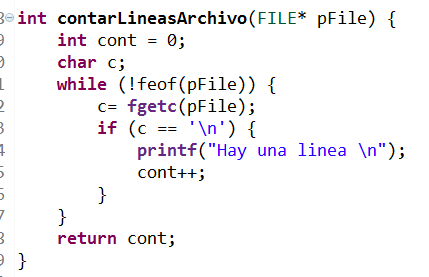 int contarLineasArchivo(FILE* pFile) {
    int cont = 0;
    char c;
    while (!feof(pFile)) {
        c= fgetc(pFile);
        if (c == '\n') {
            printf("Hay una linea \n");
            cont++;
        }
    }
    return cont;
}